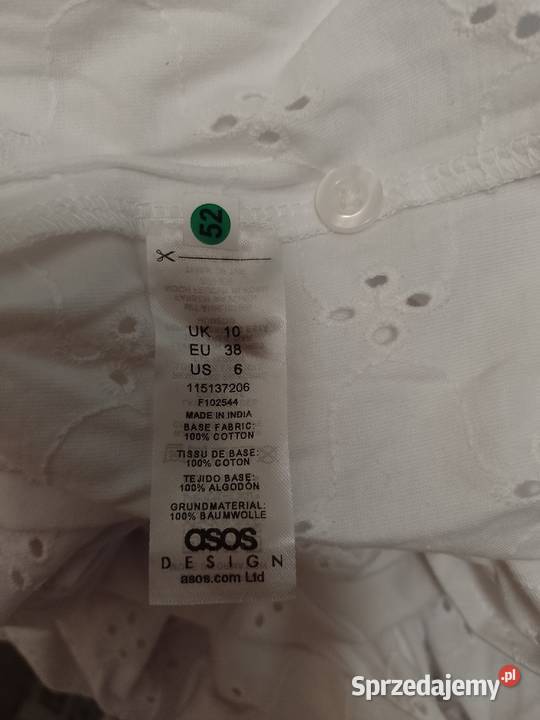 52
UK 10
EU 38
US 6
115137206
F102544
MADE IN INDIA
BASE FABRIC:
100% COTTON
TISSU DE BASE:
100% COTON
TEJIDO BASE:
100% ALGODÓN
GRUNDMATERIAL:
100% BAUMWOLLE
asos
DESIGN
asos.com Ltd
Sprzedajemy.pl